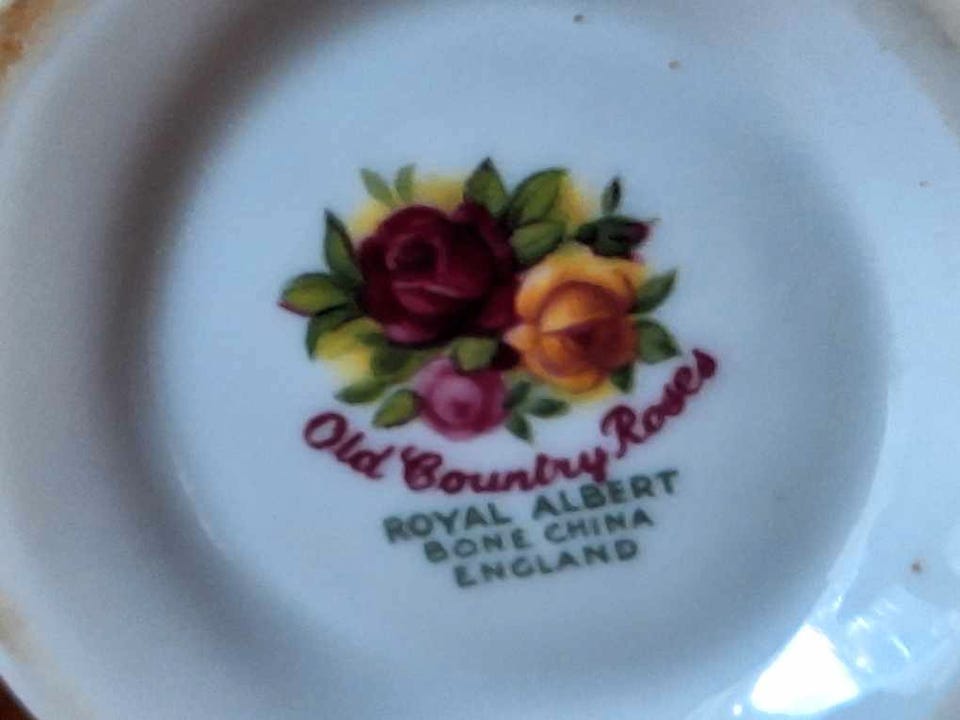 Old Country Roses
ROYAL ALBERT
BONE CHINA
ENGLAND